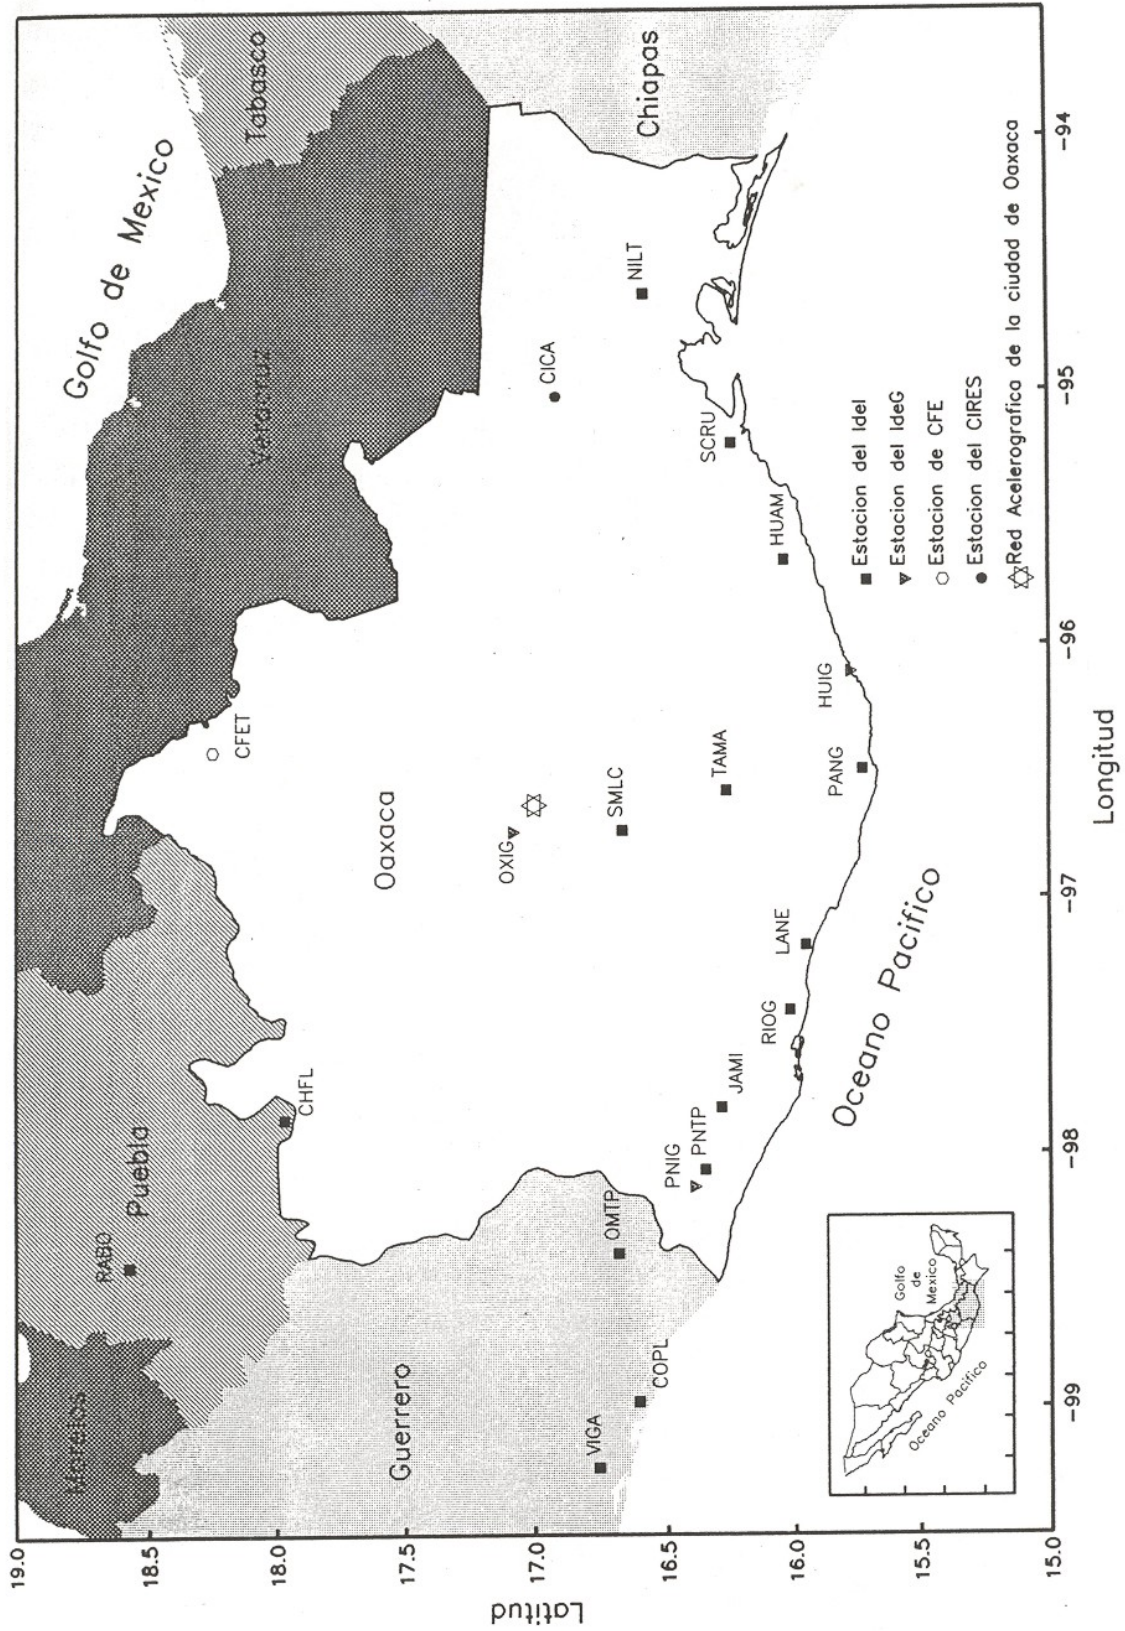 Golfo de Mexico
Tabasco
Veracruz
Chiapas
Puebla
Morelos
Guerrero
Oaxaca
Oceano Pacifico
RABO
CHFL
CFET
OXIG
SMLC
TAMA
CICA
NILT
SCRU
HUAM
HUIG
PANG
LANE
RIOG
JAMI
PNTP
PNIG
OMTP
COPL
VIGA
Estacion del IdeI
Estacion del IdeG
Estacion de CFE
Estacion del CIRES
Red Acelerografica de la ciudad de Oaxaca
Golfo
de
Mexico
Oceano Pacifico
Latitud
19.0
18.5
18.0
17.5
17.0
16.5
16.0
15.5
15.0
-99
-98
-97
-96
-95
-94
Longitud